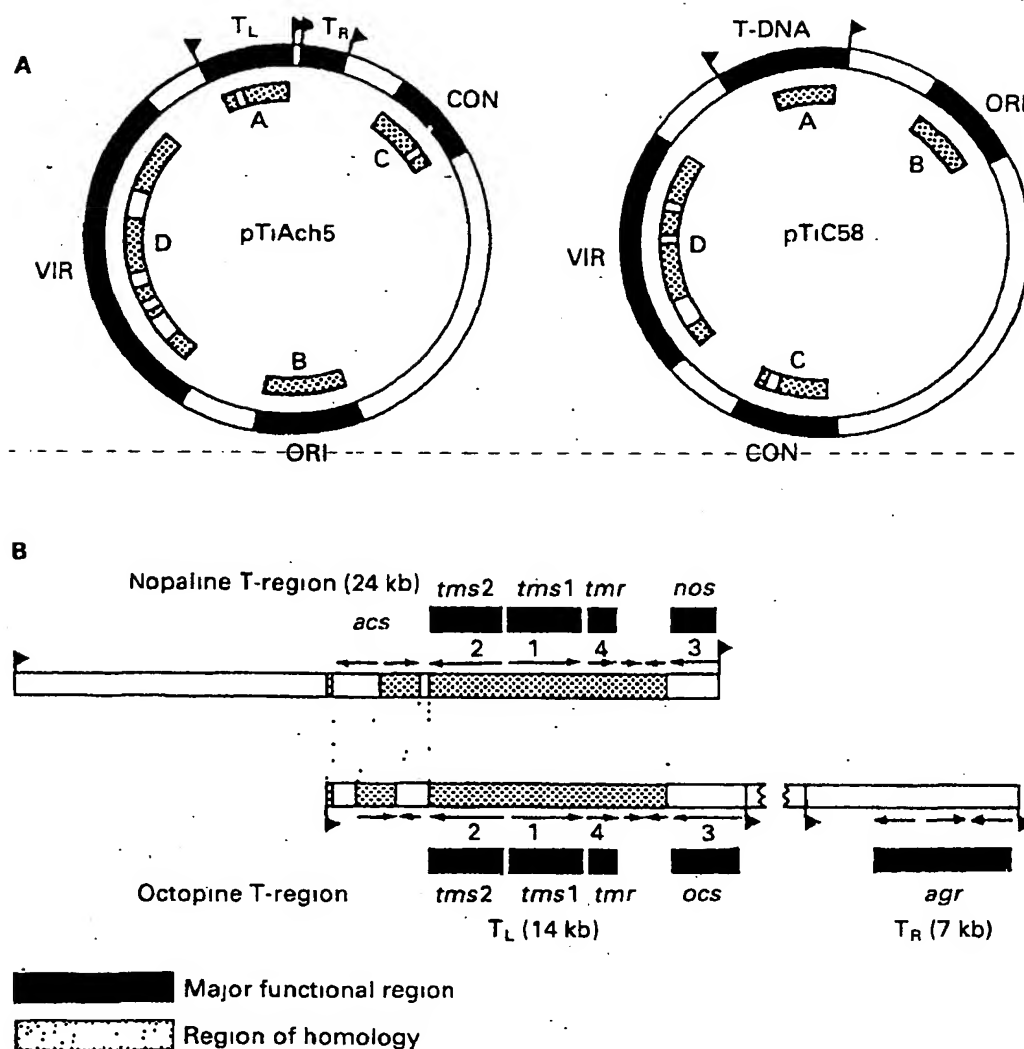 A
T_L T_R
CON
A
C
pTiAch5
D
VIR
B
ORI
T-DNA
ORI
A
B
pTiC58
D
VIR
C
CON
B
Nopaline T-region (24 kb)
tms2 tms1 tmr nos
acs
2 1 4 3
2 1 4 3
Octopine T-region
tms2 tms1 tmr ocs agr
T_L (14 kb) T_R (7 kb)
Major functional region
Region of homology